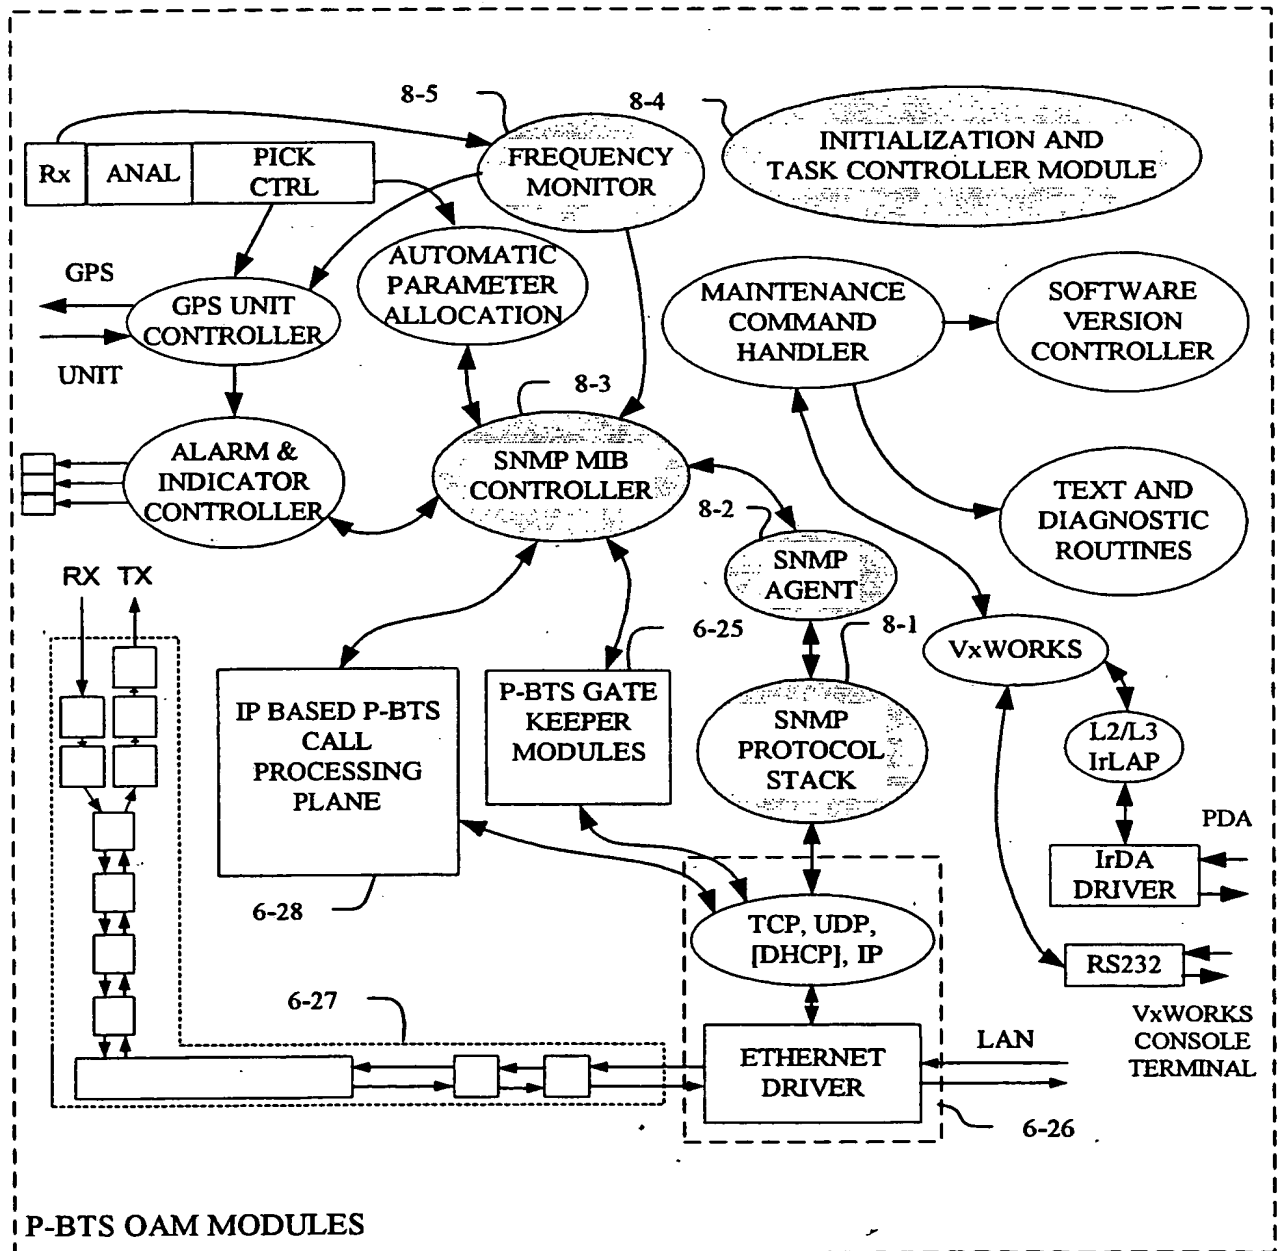 8-5
8-4
INITIALIZATION AND
TASK CONTROLLER MODULE
Rx
ANAL
PICK
CTRL
FREQUENCY
MONITOR
GPS
UNIT
GPS UNIT
CONTROLLER
AUTOMATIC
PARAMETER
ALLOCATION
MAINTENANCE
COMMAND
HANDLER
SOFTWARE
VERSION
CONTROLLER
8-3
ALARM &
INDICATOR
CONTROLLER
SNMP MIB
CONTROLLER
8-2
SNMP
AGENT
TEXT AND
DIAGNOSTIC
ROUTINES
RX TX
6-25
8-1
VxWORKS
IP BASED P-BTS
CALL
PROCESSING
PLANE
P-BTS GATE
KEEPER
MODULES
SNMP
PROTOCOL
STACK
L2/L3
IrLAP
PDA
IrDA
DRIVER
6-28
TCP, UDP,
[DHCP], IP
RS232
6-27
VxWORKS
CONSOLE
TERMINAL
LAN
ETHERNET
DRIVER
6-26
P-BTS OAM MODULES